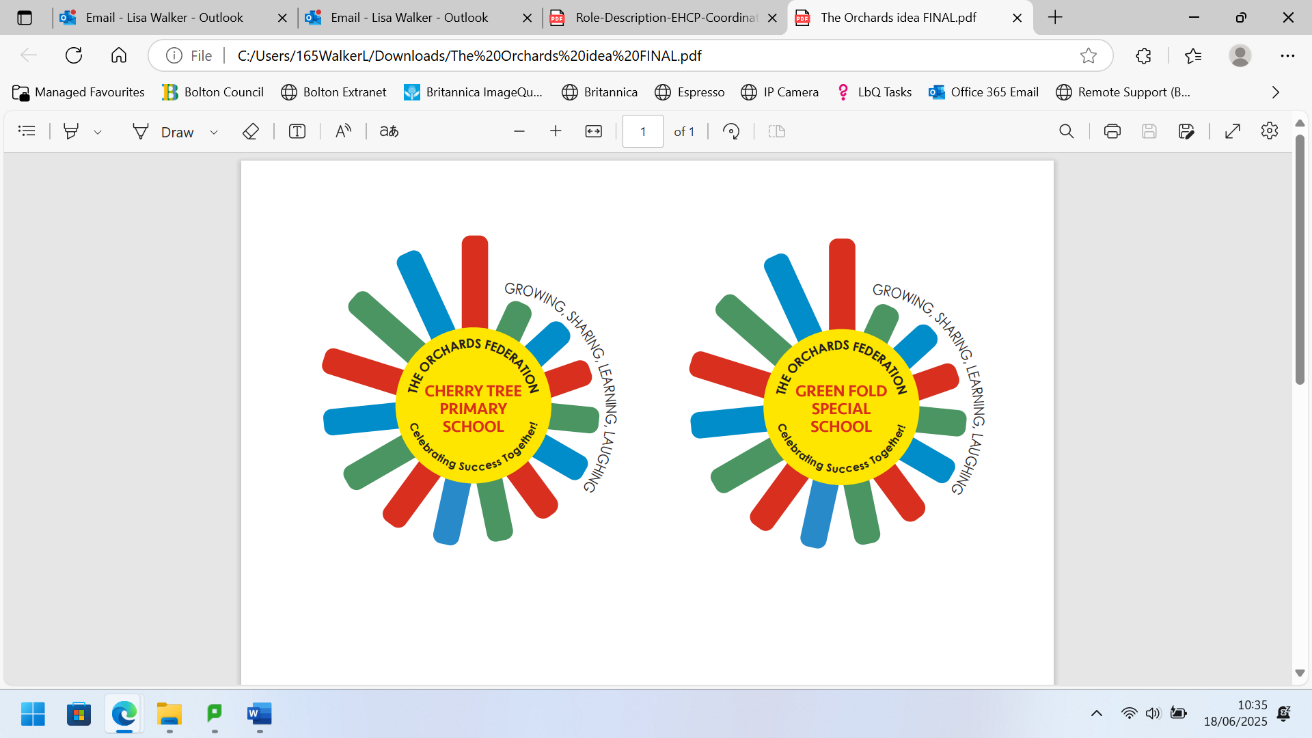 Email - Lisa Walker - Outlook
Email - Lisa Walker - Outlook
Role-Description-EHCP-Coordinat
The Orchards idea FINAL.pdf
File
C:/Users/165WalkerL/Downloads/The%20Orchards%20idea%20FINAL.pdf
Managed Favourites
Bolton Council
Bolton Extranet
Britannica ImageQu...
Britannica
Espresso
IP Camera
LbQ Tasks
Office 365 Email
Remote Support (B...
Draw
1
of 1
THE ORCHARDS FEDERATION
CHERRY TREE
PRIMARY
SCHOOL
Celebrating Success Together!
GROWING, SHARING, LEARNING, LAUGHING
THE ORCHARDS FEDERATION
GREEN FOLD
SPECIAL
SCHOOL
Celebrating Success Together!
GROWING, SHARING, LEARNING, LAUGHING
10:35
18/06/2025